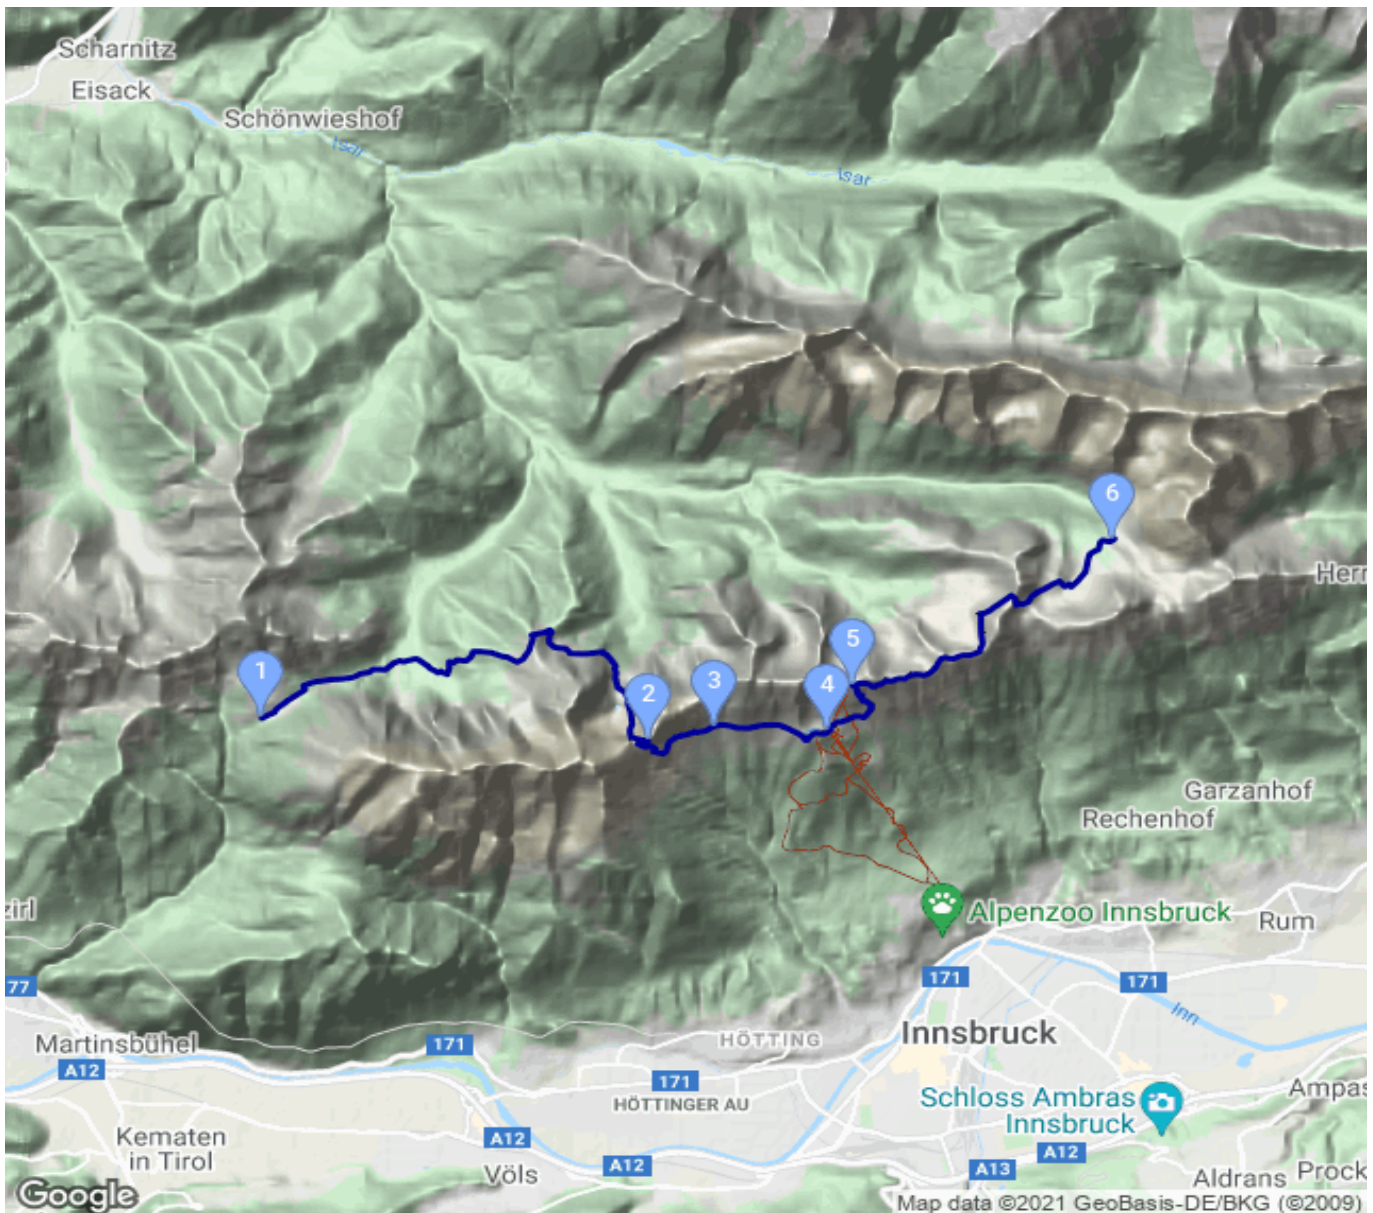 Scharnitz
Eisack
Schönwieshof
Isar
Isar
6
5
1
4
3
2
Herr
Garzanhof
Rechenhof
zirl
Alpenzoo Innsbruck
Rum
171
171
77
Inn
Innsbruck
Martinsbühel
HÖTTING
171
A12
171
HÖTTINGER AU
Schloss Ambras
Innsbruck
Ampas
Kematen
in Tirol
A12
A12
A12
A13
Völs
Aldrans
Prock
Google
Map data ©2021 GeoBasis-DE/BKG (©2009)